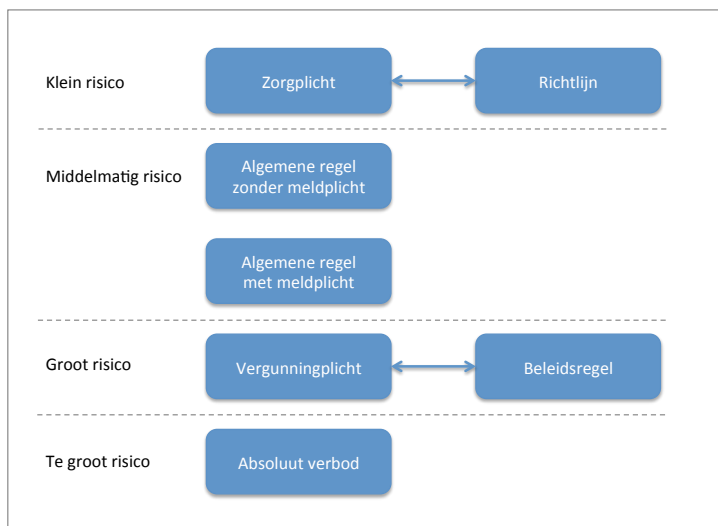 Klein risico
Zorgplicht
Richtlijn
Middelmatig risico
Algemene regel
zonder meldplicht
Algemene regel
met meldplicht
Groot risico
Vergunningplicht
Beleidsregel
Te groot risico
Absoluut verbod